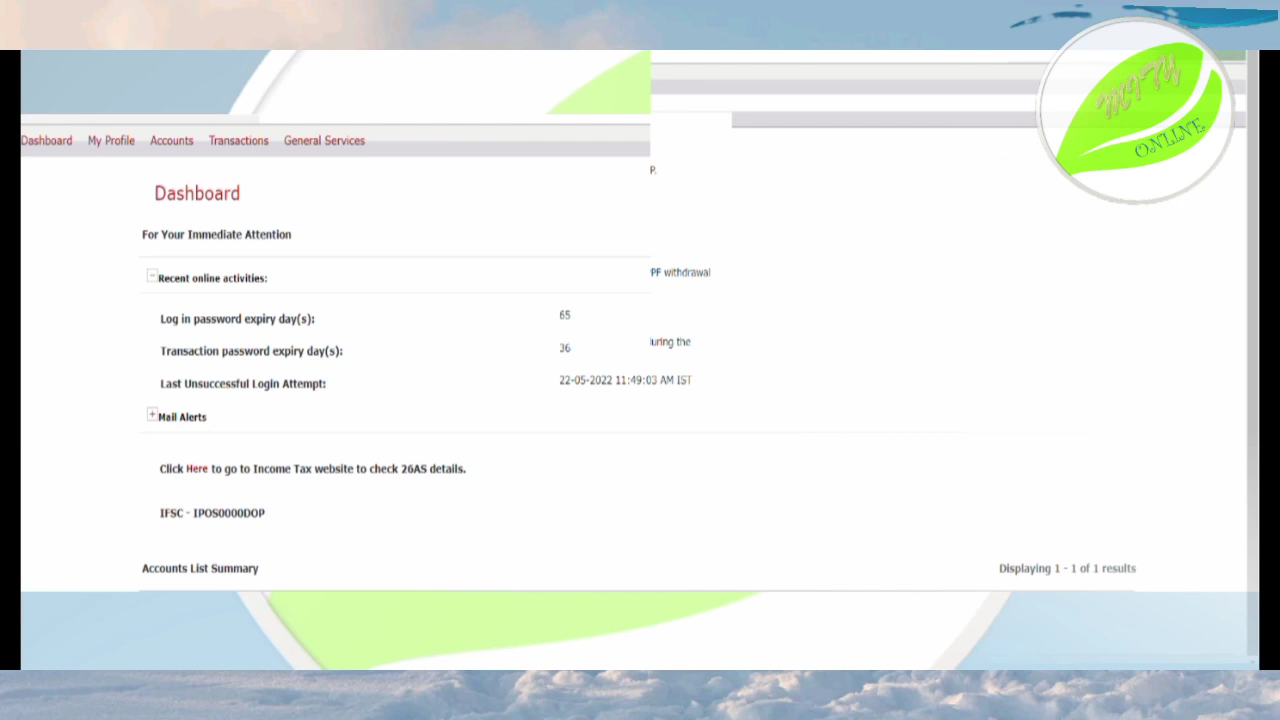 ONLINE
Dashboard My Profile Accounts Transactions General Services
P.
Dashboard
For Your Immediate Attention
PF withdrawal
Recent online activities:
Log in password expiry day(s): 65
uring the
Transaction password expiry day(s): 36
Last Unsuccessful Login Attempt: 22-05-2022 11:49:03 AM IST
Mail Alerts
Click Here to go to Income Tax website to check 26AS details.
IFSC - IPOS0000DOP
Accounts List Summary Displaying 1 - 1 of 1 results